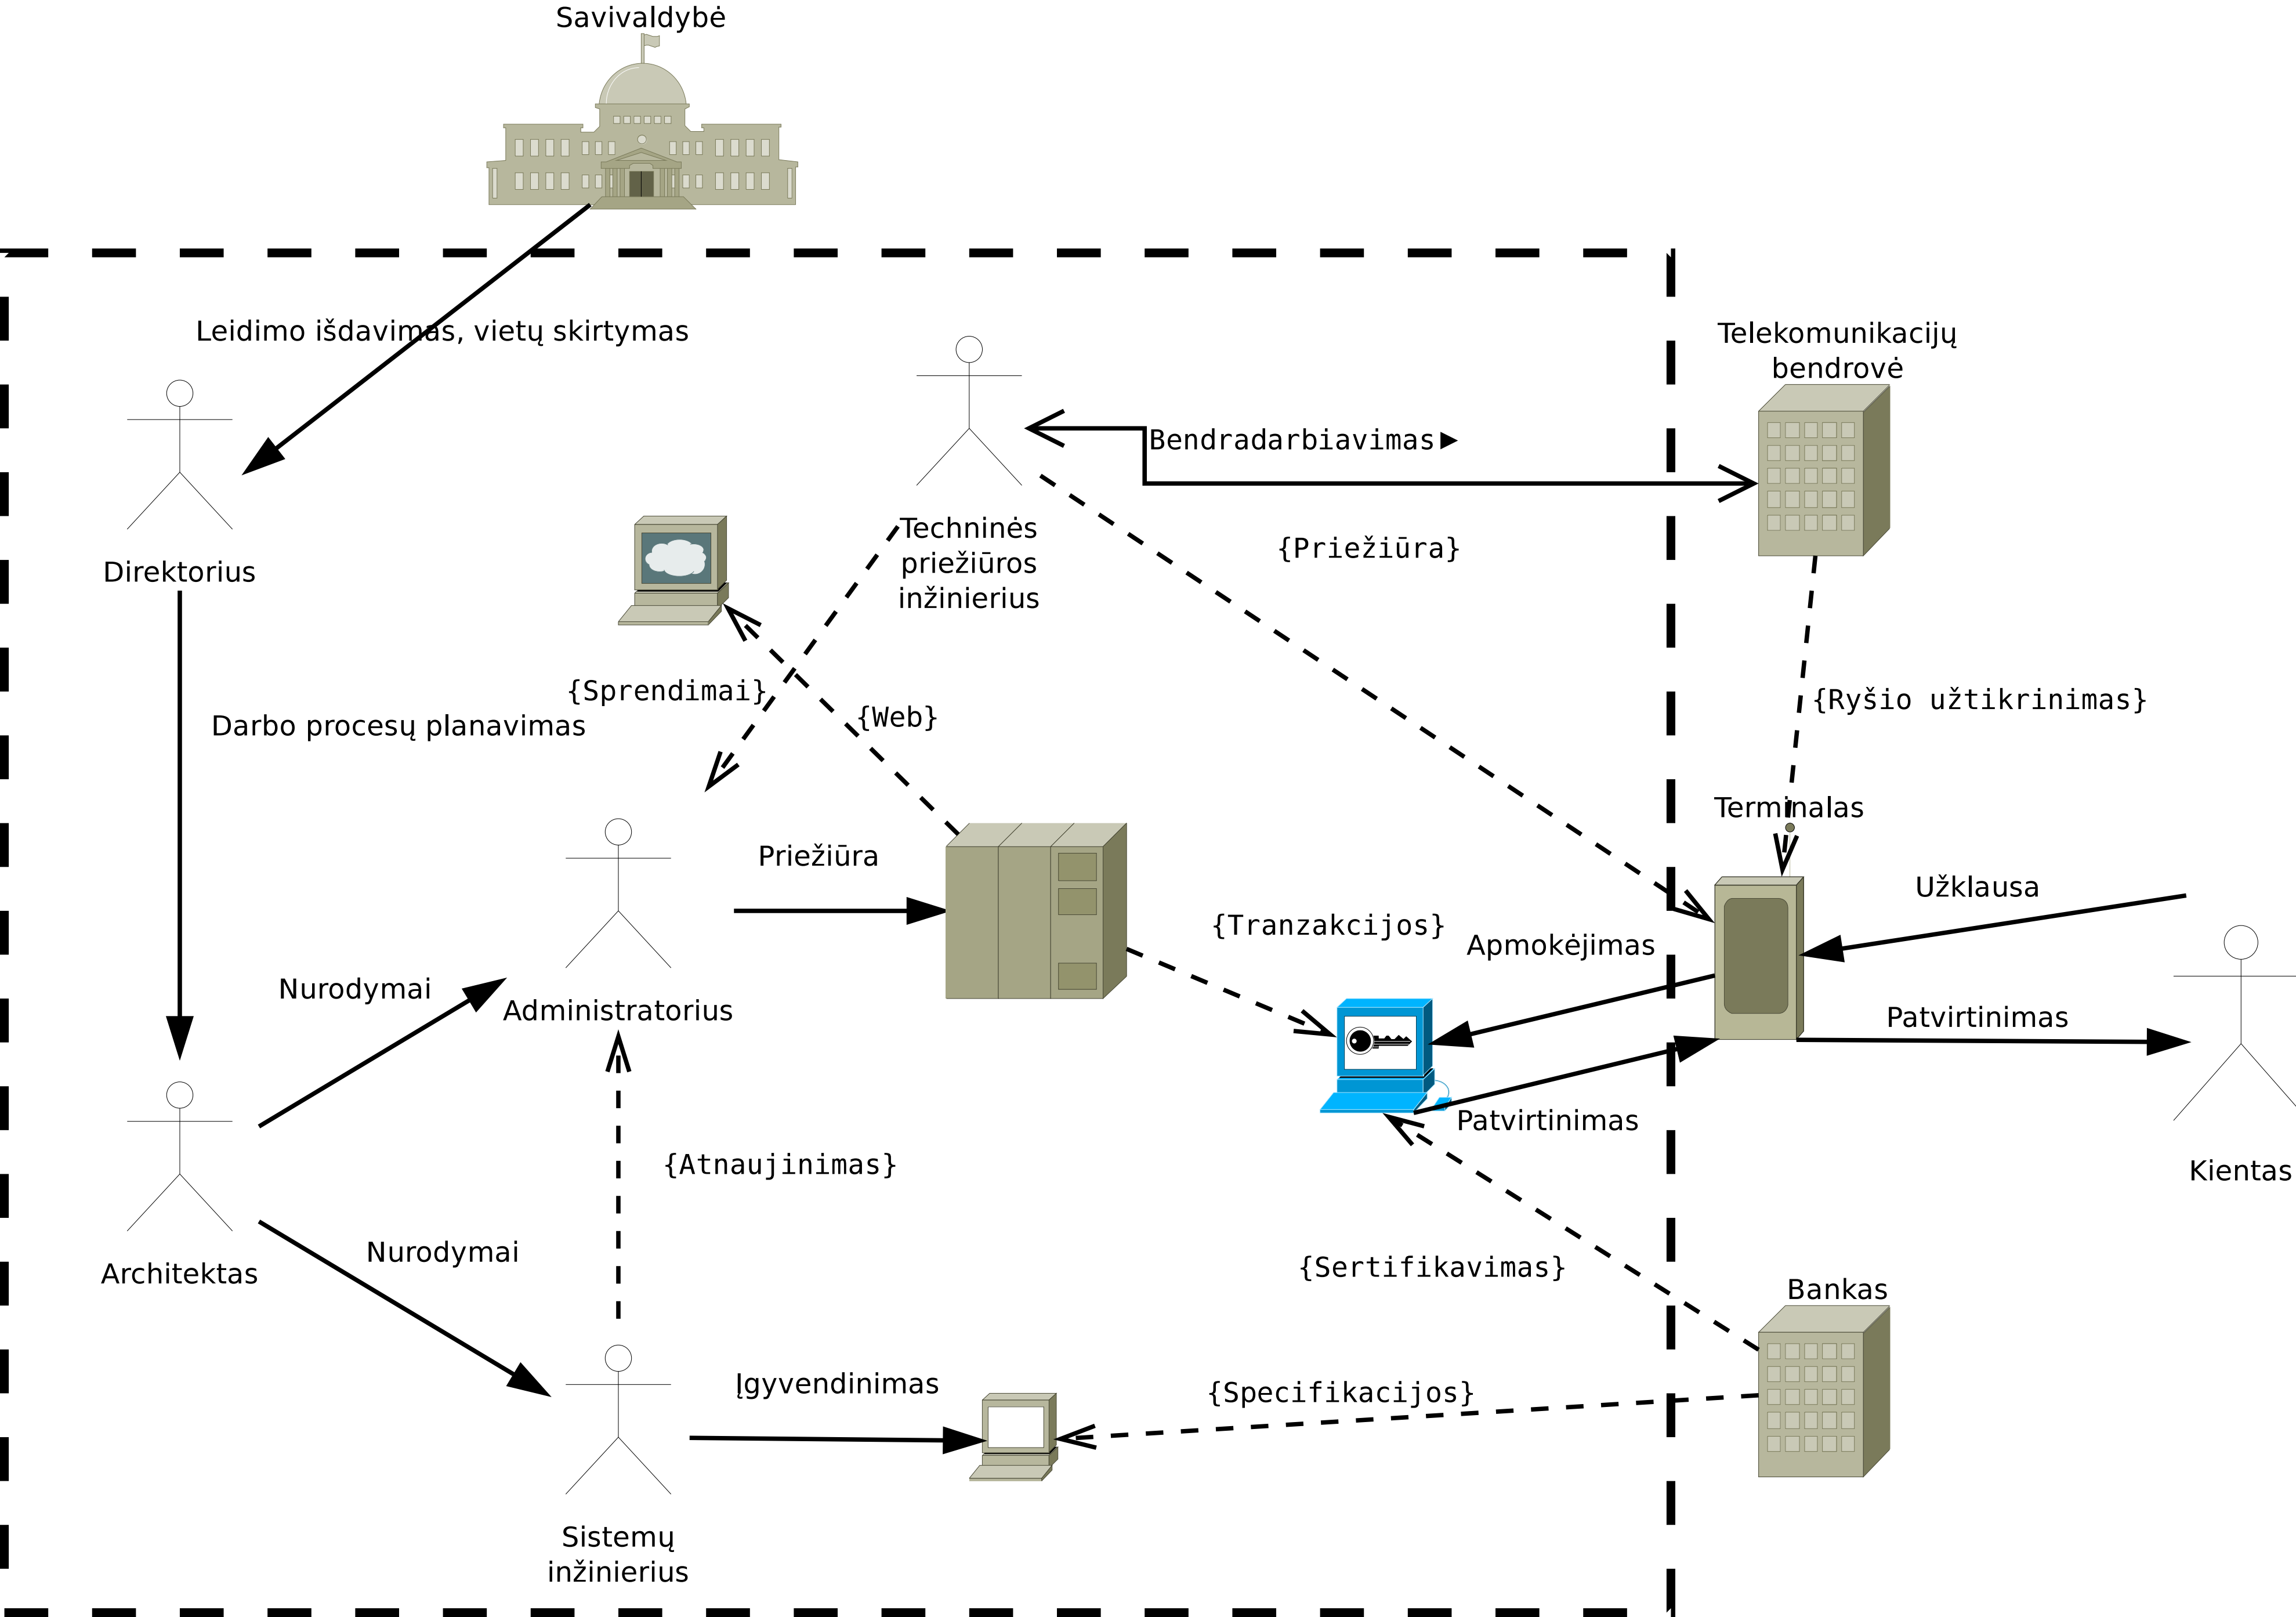 Savivaldybė
Leidimo išdavimas, vietų skirtymas
Telekomunikacijų
bendrovė
Bendradarbiavimas
Direktorius
Techninės
priežiūros
inžinierius
{Priežiūra}
{Sprendimai}
{Web}
Darbo procesų planavimas
{Ryšio užtikrinimas}
Terminalas
Priežiūra
Užklausa
{Tranzakcijos}
Apmokėjimas
Nurodymai
Administratorius
Patvirtinimas
Patvirtinimas
{Atnaujinimas}
Kientas
Nurodymai
Architektas
{Sertifikavimas}
Bankas
Įgyvendinimas
{Specifikacijos}
Sistemų
inžinierius